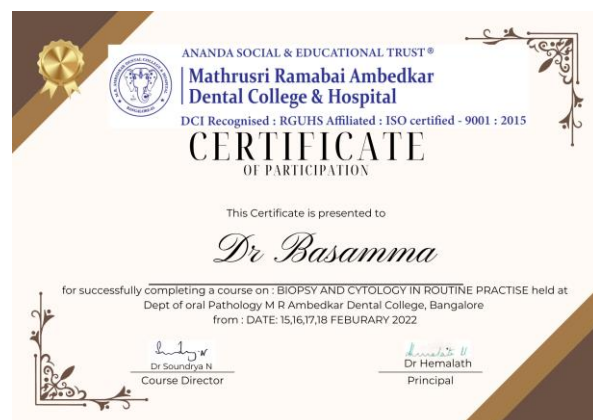 ANANDA SOCIAL & EDUCATIONAL TRUST®
Mathrusri Ramabai Ambedkar
Dental College & Hospital
DCI Recognised : RGUHS Affiliated : ISO certified - 9001 : 2015
CERTIFICATE
OF PARTICIPATION
This Certificate is presented to
Dr Basamma
for successfully completing a course on : BIOPSY AND CYTOLOGY IN ROUTINE PRACTISE held at
Dept of oral Pathology M R Ambedkar Dental College, Bangalore
from : DATE: 15,16,17,18 FEBURARY 2022
Dr Soundrya N
Course Director
Dr Hemalath
Principal